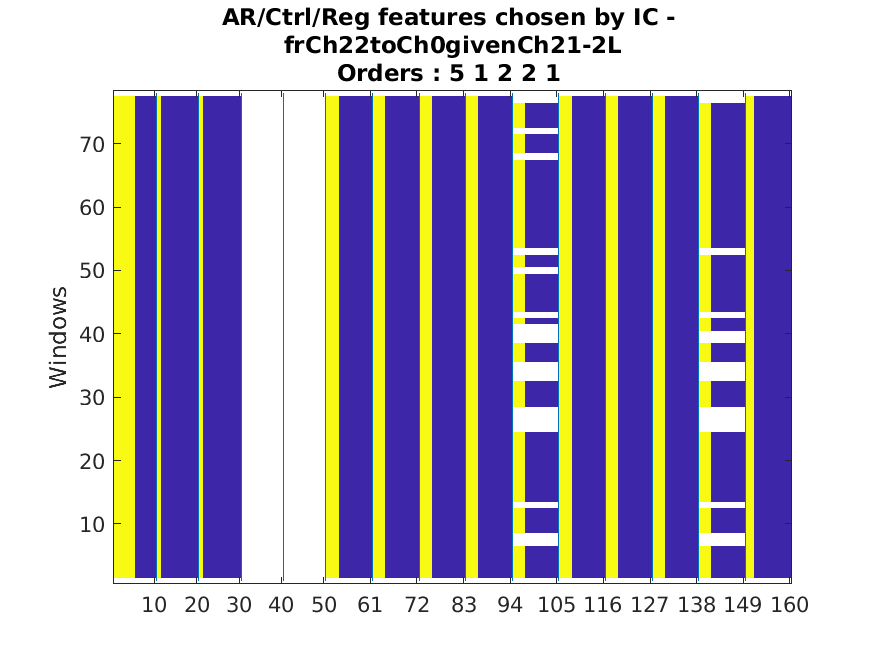 AR/Ctrl/Reg features chosen by IC -
frCh22toCh0givenCh21-2L
Orders : 5 1 2 2 1
70
60
50
40
30
20
10
Windows
10 20 30 40 50 61 72 83 94 105 116 127 138 149 160